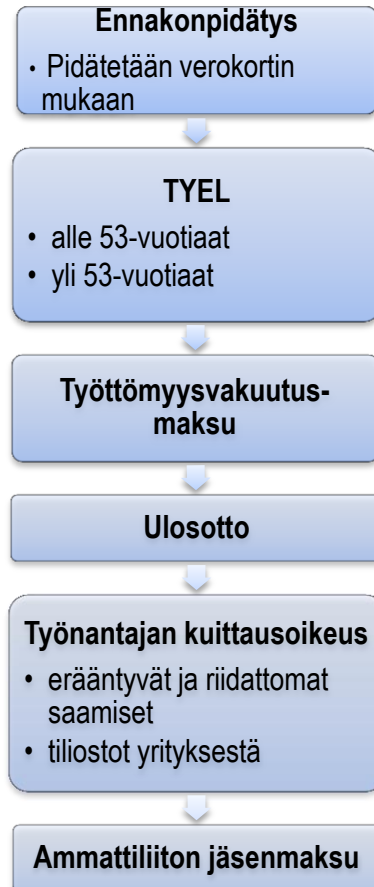 Ennakonpidätys
• Pidätetään verokortin
mukaan
TYEL
• alle 53-vuotiaat
• yli 53-vuotiaat
Työttömyysvakuutus-
maksu
Ulosotto
Työnantajan kuittausoikeus
• erääntyvät ja riidattomat
saamiset
• tiliostot yrityksestä
Ammattiliiton jäsenmaksu